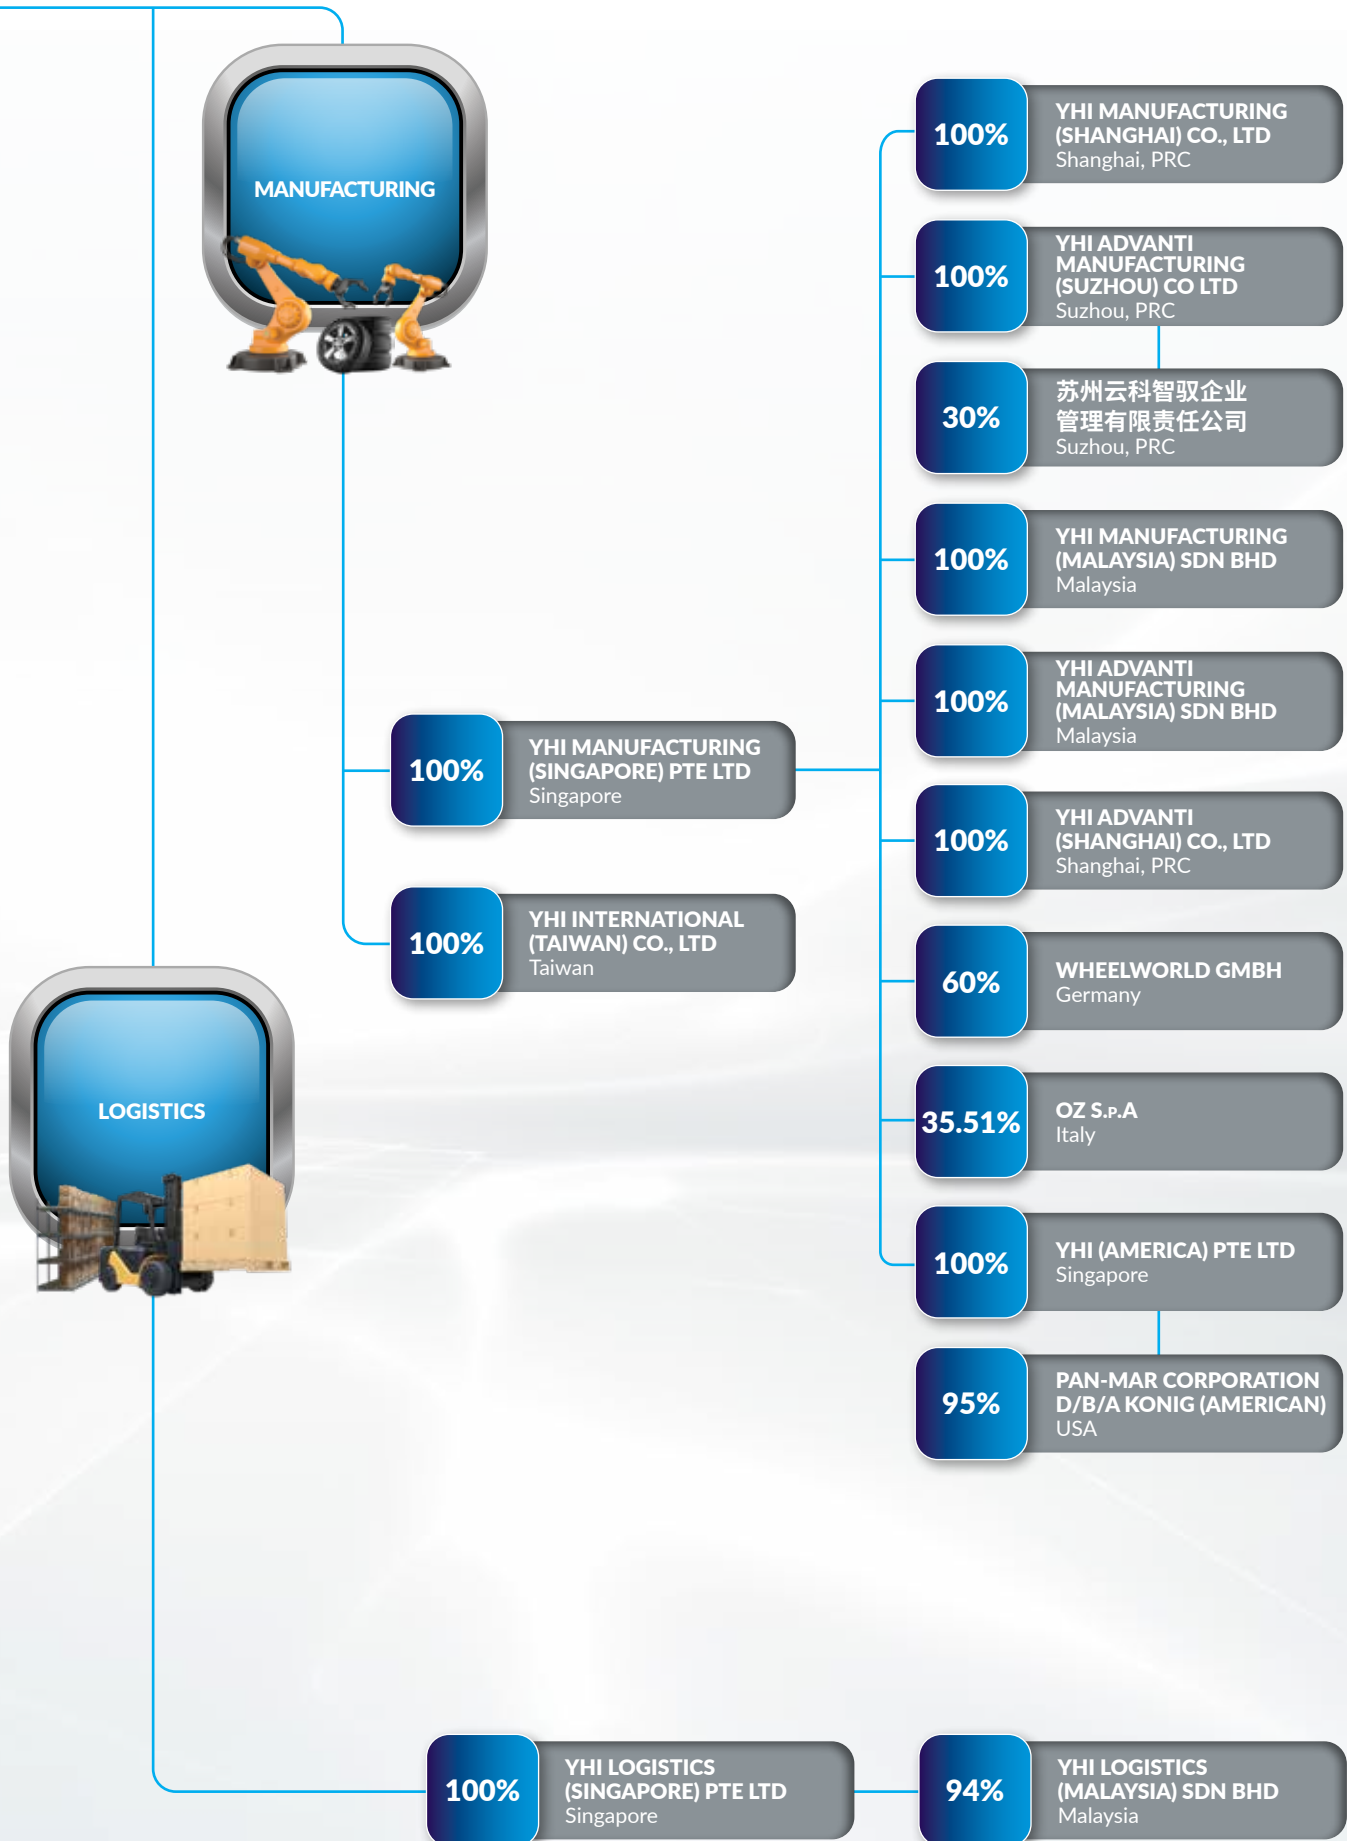 MANUFACTURING
100%
YHI MANUFACTURING
(SINGAPORE) PTE LTD
Singapore
100%
YHI INTERNATIONAL
(TAIWAN) CO., LTD
Taiwan
100%
YHI MANUFACTURING
(SHANGHAI) CO., LTD
Shanghai, PRC
100%
YHI ADVANTI
MANUFACTURING
(SUZHOU) CO LTD
Suzhou, PRC
30%
苏州云科智驭企业
管理有限责任公司
Suzhou, PRC
100%
YHI MANUFACTURING
(MALAYSIA) SDN BHD
Malaysia
100%
YHI ADVANTI
MANUFACTURING
(MALAYSIA) SDN BHD
Malaysia
100%
YHI ADVANTI
(SHANGHAI) CO., LTD
Shanghai, PRC
60%
WHEELWORLD GMBH
Germany
35.51%
OZ S.P.A
Italy
100%
YHI (AMERICA) PTE LTD
Singapore
95%
PAN-MAR CORPORATION
D/B/A KONIG (AMERICAN)
USA
LOGISTICS
100%
YHI LOGISTICS
(SINGAPORE) PTE LTD
Singapore
94%
YHI LOGISTICS
(MALAYSIA) SDN BHD
Malaysia